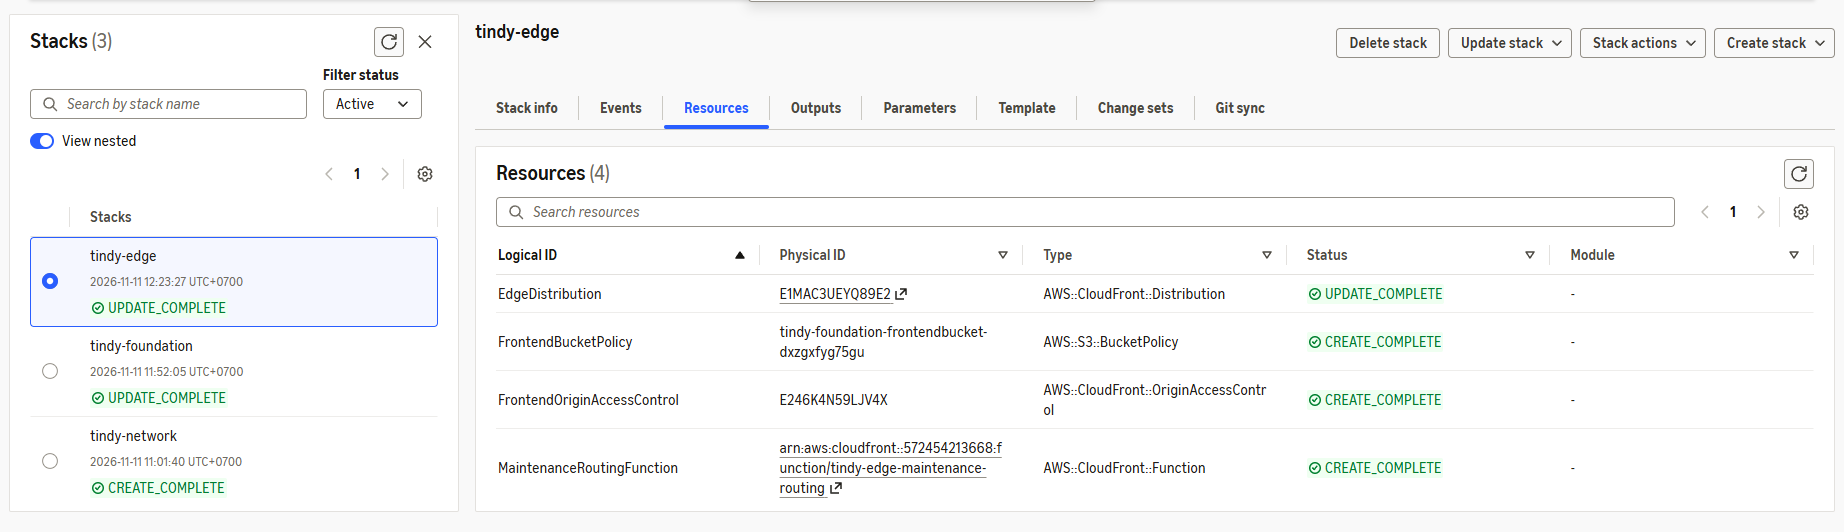 Stacks (3)
Filter status
Search by stack name
Active
View nested
1
Stacks
tindy-edge
2026-11-11 12:23:27 UTC+0700
UPDATE_COMPLETE
tindy-foundation
2026-11-11 11:52:05 UTC+0700
UPDATE_COMPLETE
tindy-network
2026-11-11 11:01:40 UTC+0700
CREATE_COMPLETE
tindy-edge
Delete stack
Update stack
Stack actions
Create stack
Stack info
Events
Resources
Outputs
Parameters
Template
Change sets
Git sync
Resources (4)
Search resources
1
Logical ID
Physical ID
Type
Status
Module
EdgeDistribution
E1MAC3UEYQ89E2
AWS::CloudFront::Distribution
UPDATE_COMPLETE
-
FrontendBucketPolicy
tindy-foundation-frontendbucket-
dxzgxfyg75gu
AWS::S3::BucketPolicy
CREATE_COMPLETE
-
FrontendOriginAccessControl
E246K4N59LJV4X
AWS::CloudFront::OriginAccessContr
ol
CREATE_COMPLETE
-
MaintenanceRoutingFunction
arn:aws:cloudfront::572454213668:f
unction/tindy-edge-maintenance-
routing
AWS::CloudFront::Function
CREATE_COMPLETE
-